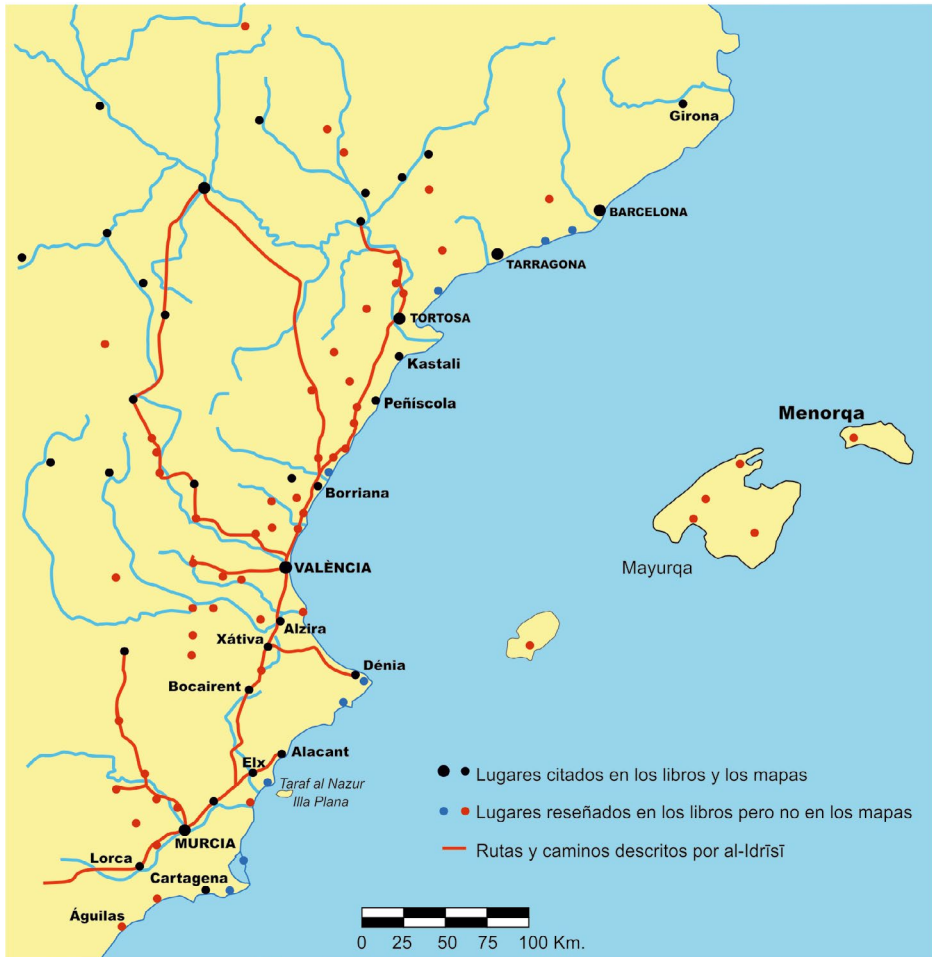 Girona
BARCELONA
TARRAGONA
TORTOSA
Kastali
Peñíscola
Menorqa
Borriana
Mayurqa
VALÈNCIA
Alzira
Xátiva
Dénia
Bocairent
Alacant
Elx
Taraf al Nazur
Illa Plana
MURCIA
Lorca
Cartagena
Águilas
Lugares citados en los libros y los mapas
Lugares reseñados en los libros pero no en los mapas
Rutas y caminos descritos por al-Idrīsī
0 25 50 75 100 Km.